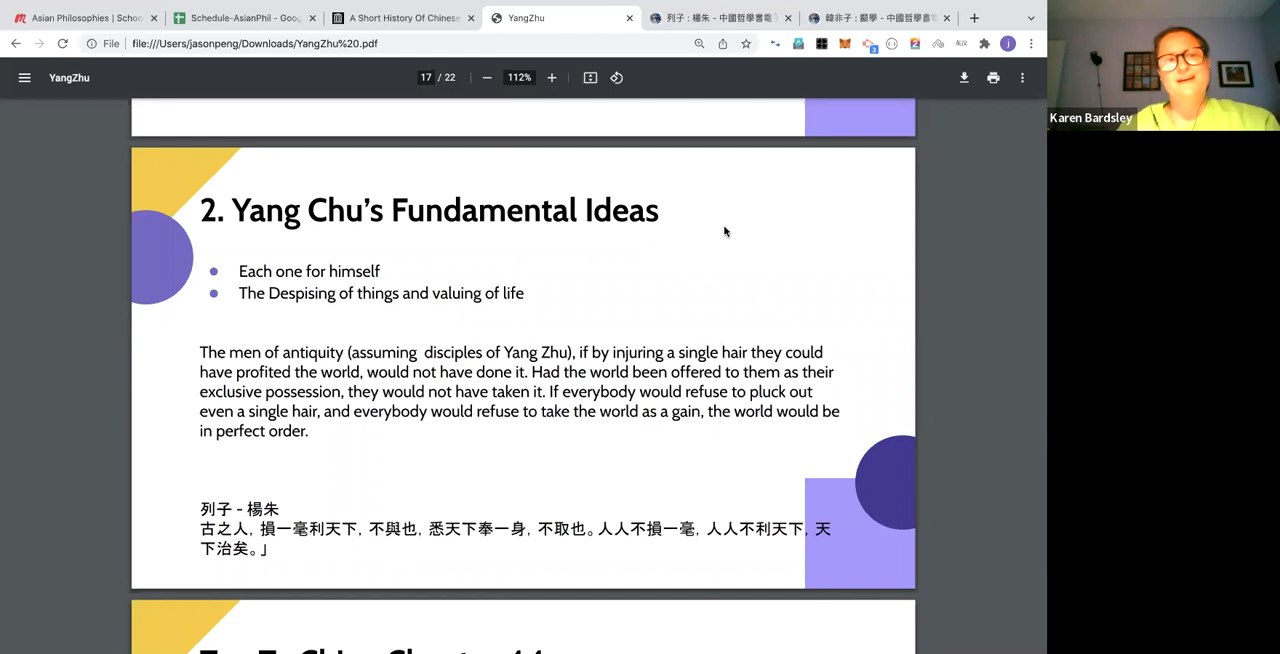 Asian Philosophies | Schoo
Schedule-AsianPhil - Goog
A Short History Of Chinese
YangZhu
列子 : 楊朱 - 中國哲學書電子
韓非子 : 顯學 - 中國哲學書電
File | file:///Users/jasonpeng/Downloads/YangZhu%20.pdf
YangZhu
17 / 22
112%
Karen Bardsley
2. Yang Chu's Fundamental Ideas
Each one for himself
The Despising of things and valuing of life
The men of antiquity (assuming disciples of Yang Zhu), if by injuring a single hair they could
have profited the world, would not have done it. Had the world been offered to them as their
exclusive possession, they would not have taken it. If everybody would refuse to pluck out
even a single hair, and everybody would refuse to take the world as a gain, the world would be
in perfect order.
列子 - 楊朱
古之人, 損一毫利天下, 不與也, 悉天下奉一身, 不取也。人人不損一毫, 人人不利天下, 天
下治矣。」